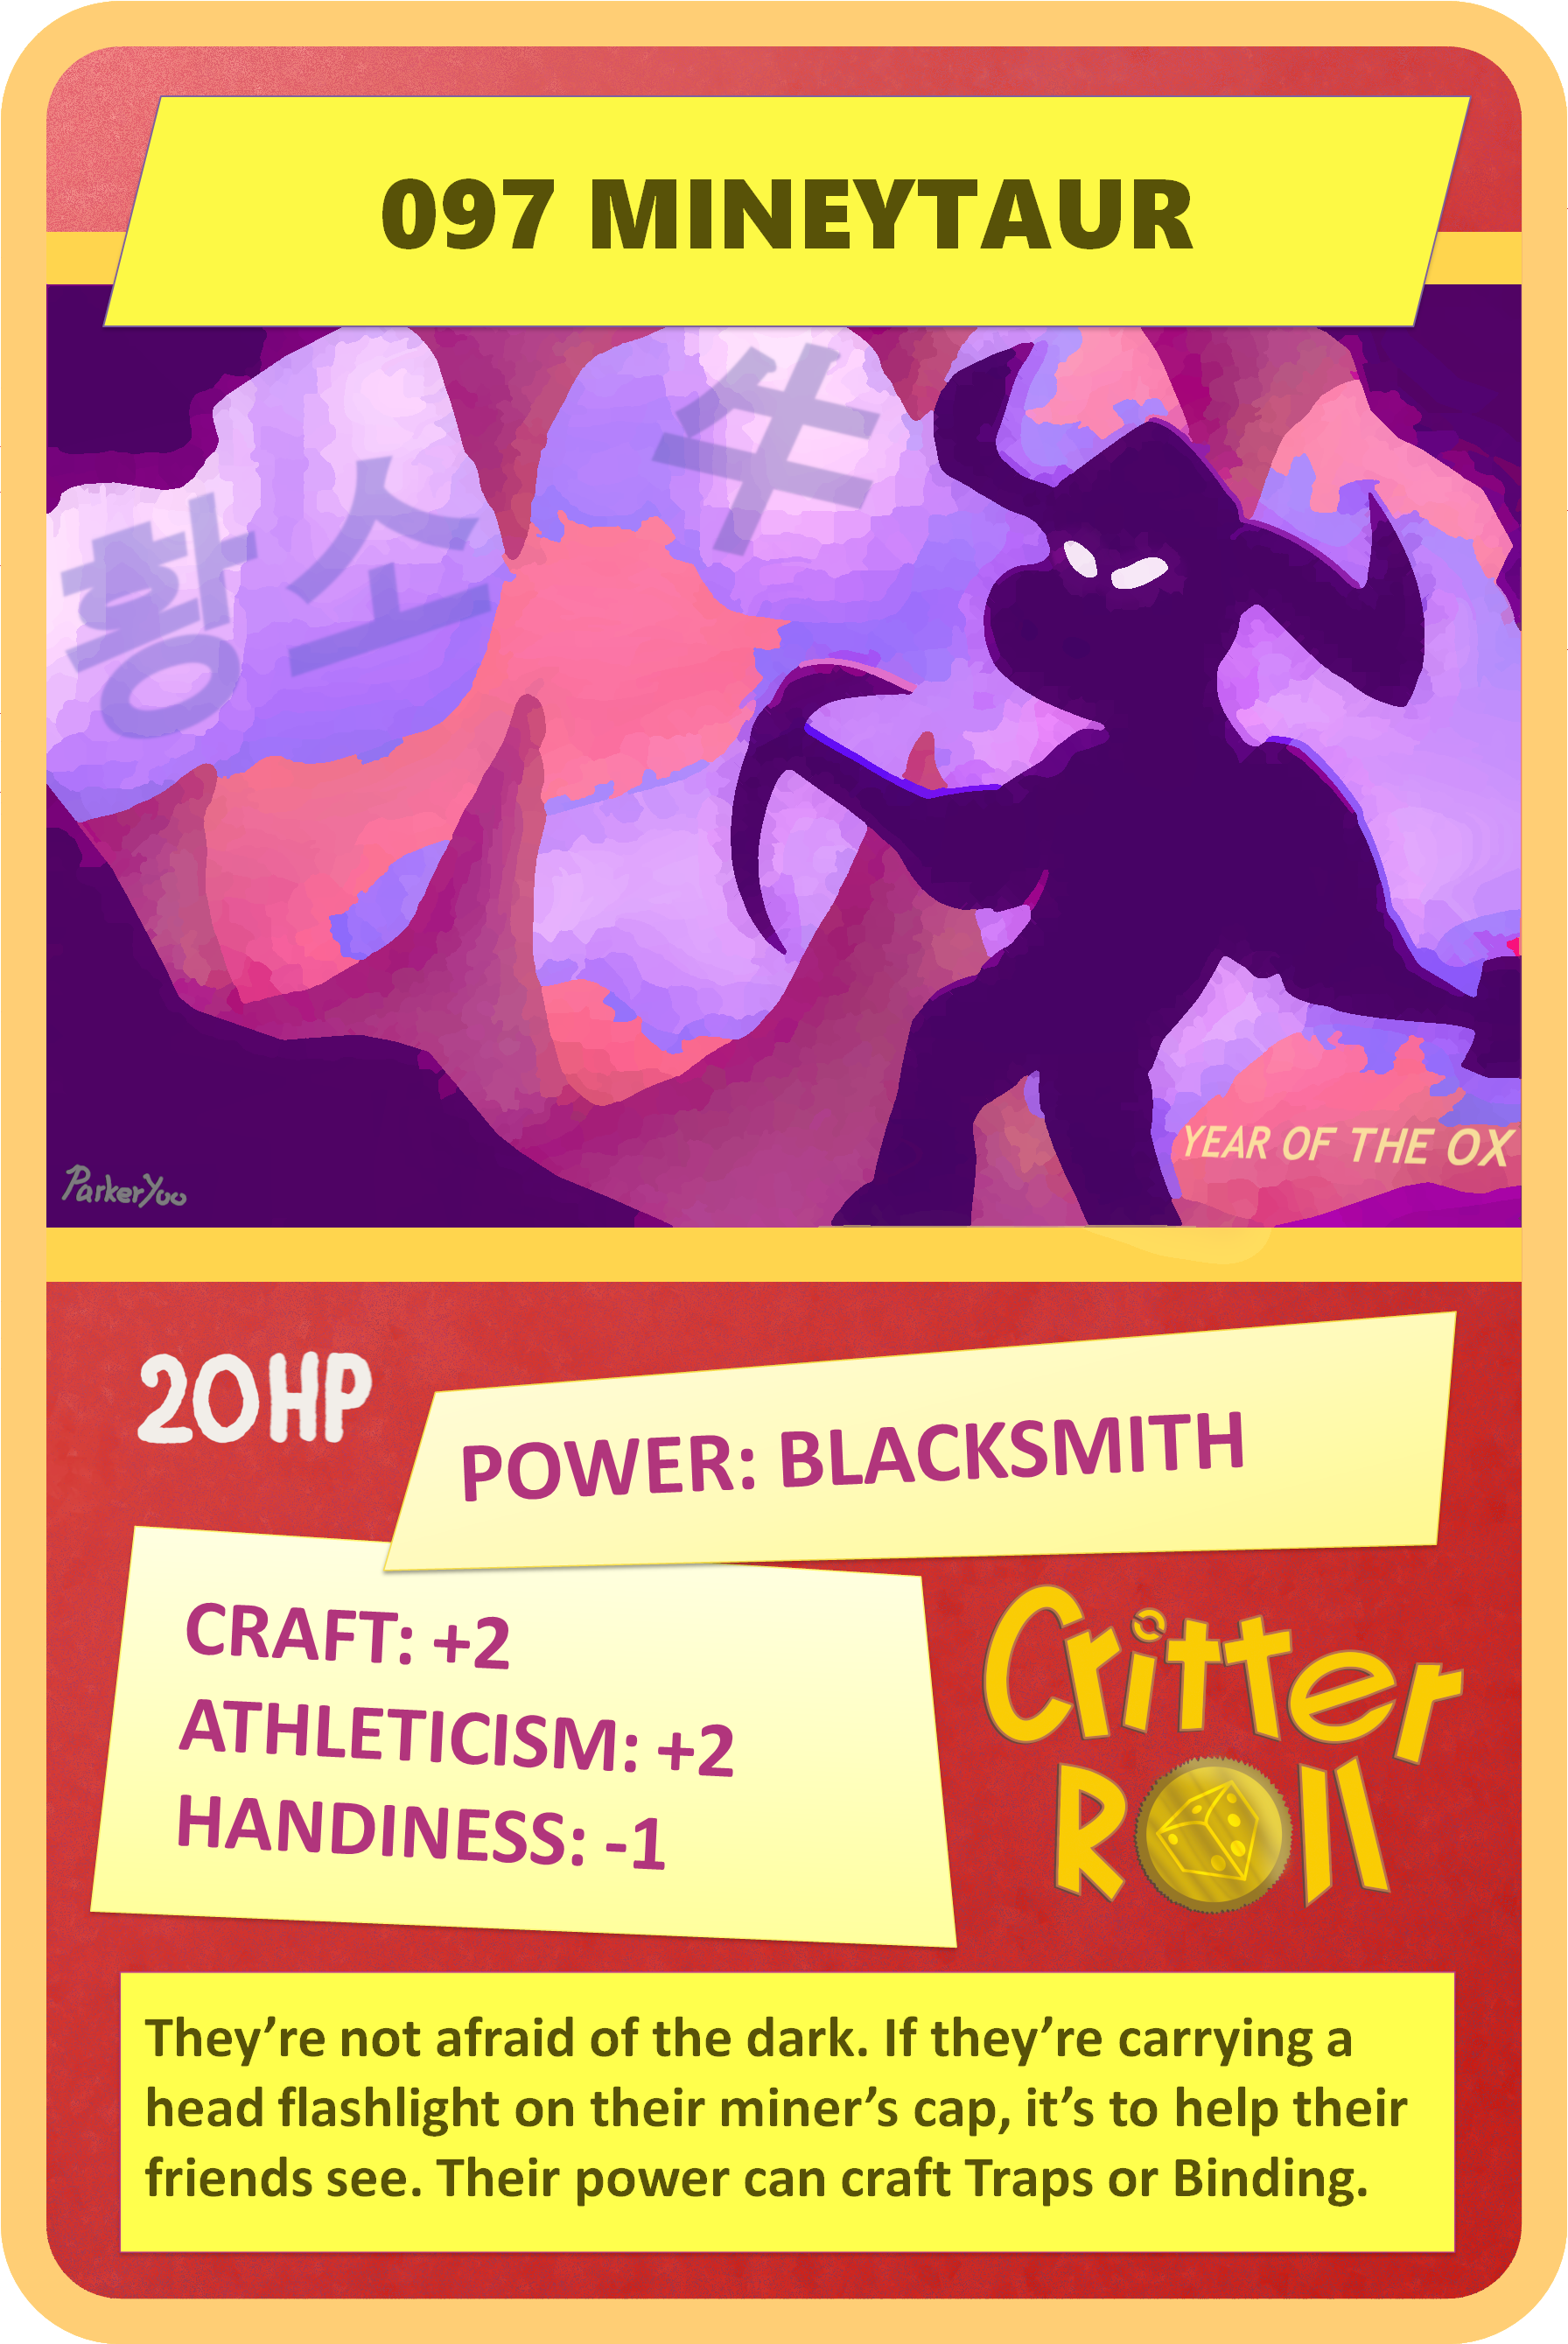 097 MINEYTAUR
황소
牛
YEAR OF THE OX
ParkerYoo
20HP
POWER: BLACKSMITH
CRAFT: +2
ATHLETICISM: +2
HANDINESS: -1
Critter
Roll
They’re not afraid of the dark. If they’re carrying a
head flashlight on their miner’s cap, it’s to help their
friends see. Their power can craft Traps or Binding.